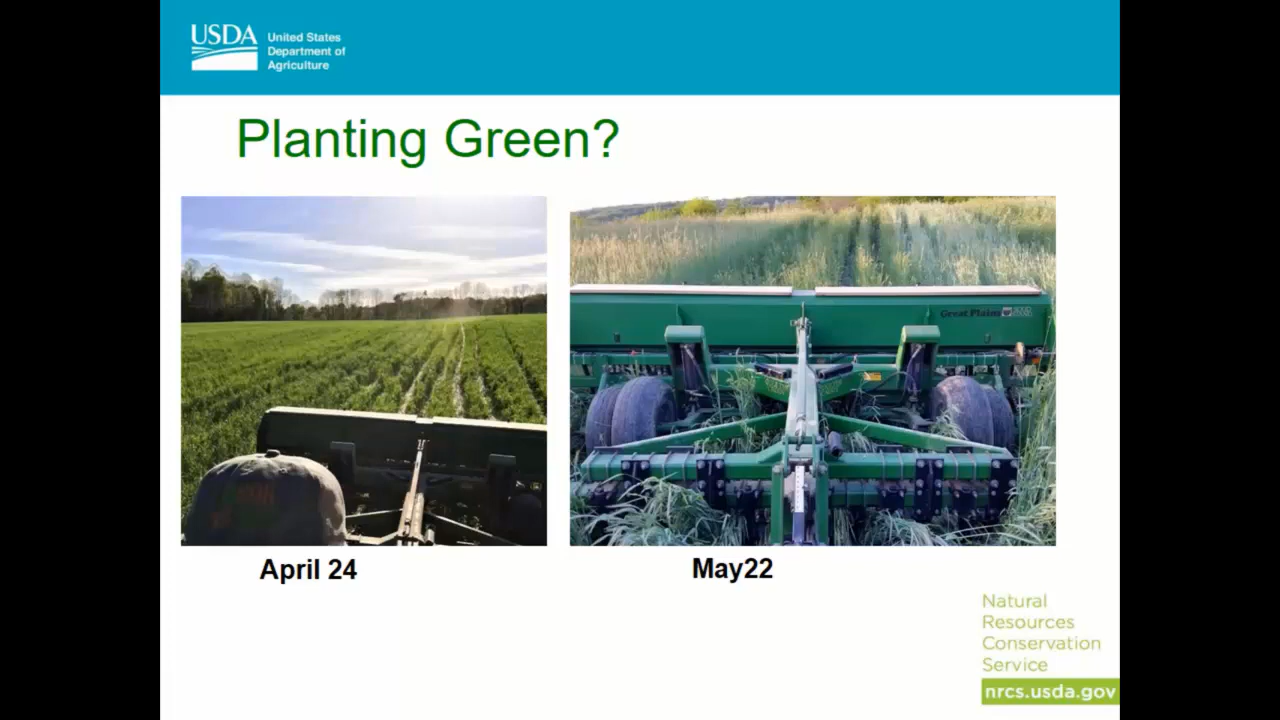 USDA
United States
Department of
Agriculture
Planting Green?
Great Plains
April 24
May22
Natural
Resources
Conservation
Service
nrcs.usda.gov